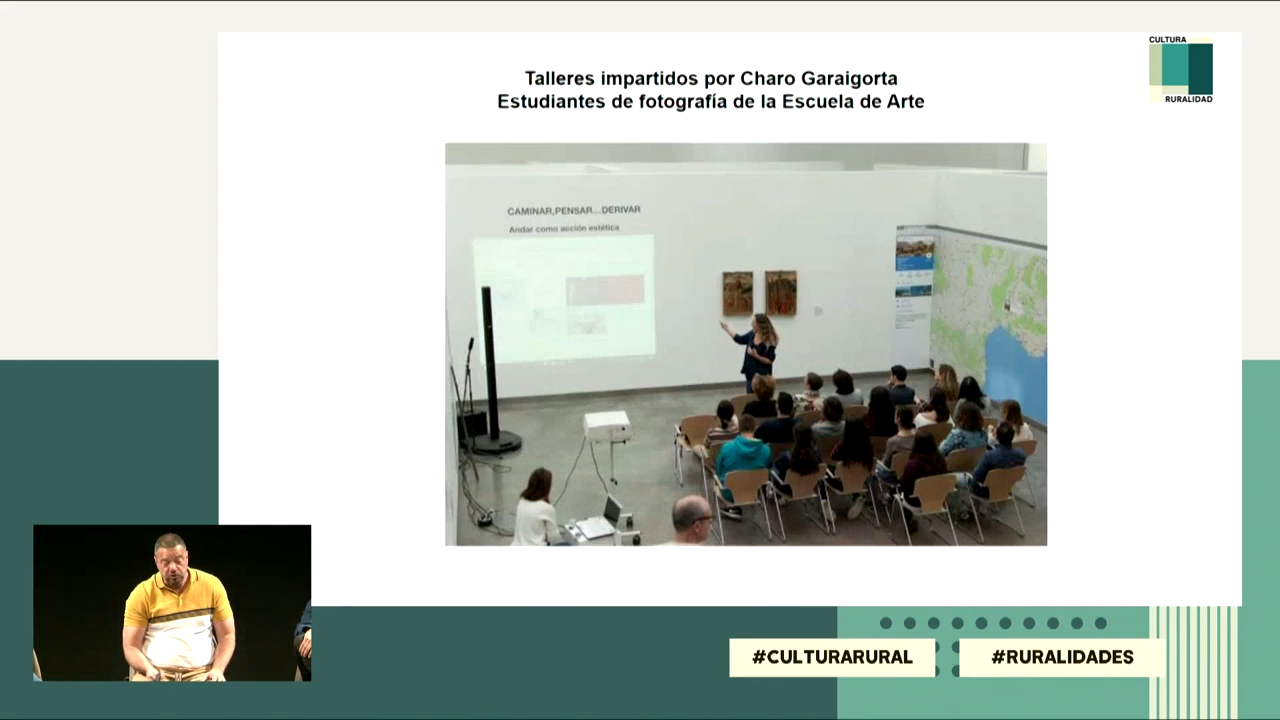 CULTURA
RURALIDAD
Talleres impartidos por Charo Garaigorta
Estudiantes de fotografía de la Escuela de Arte
CAMINAR,PENSAR...DERIVAR
Andar como acción estética
#CULTURARURAL
#RURALIDADES